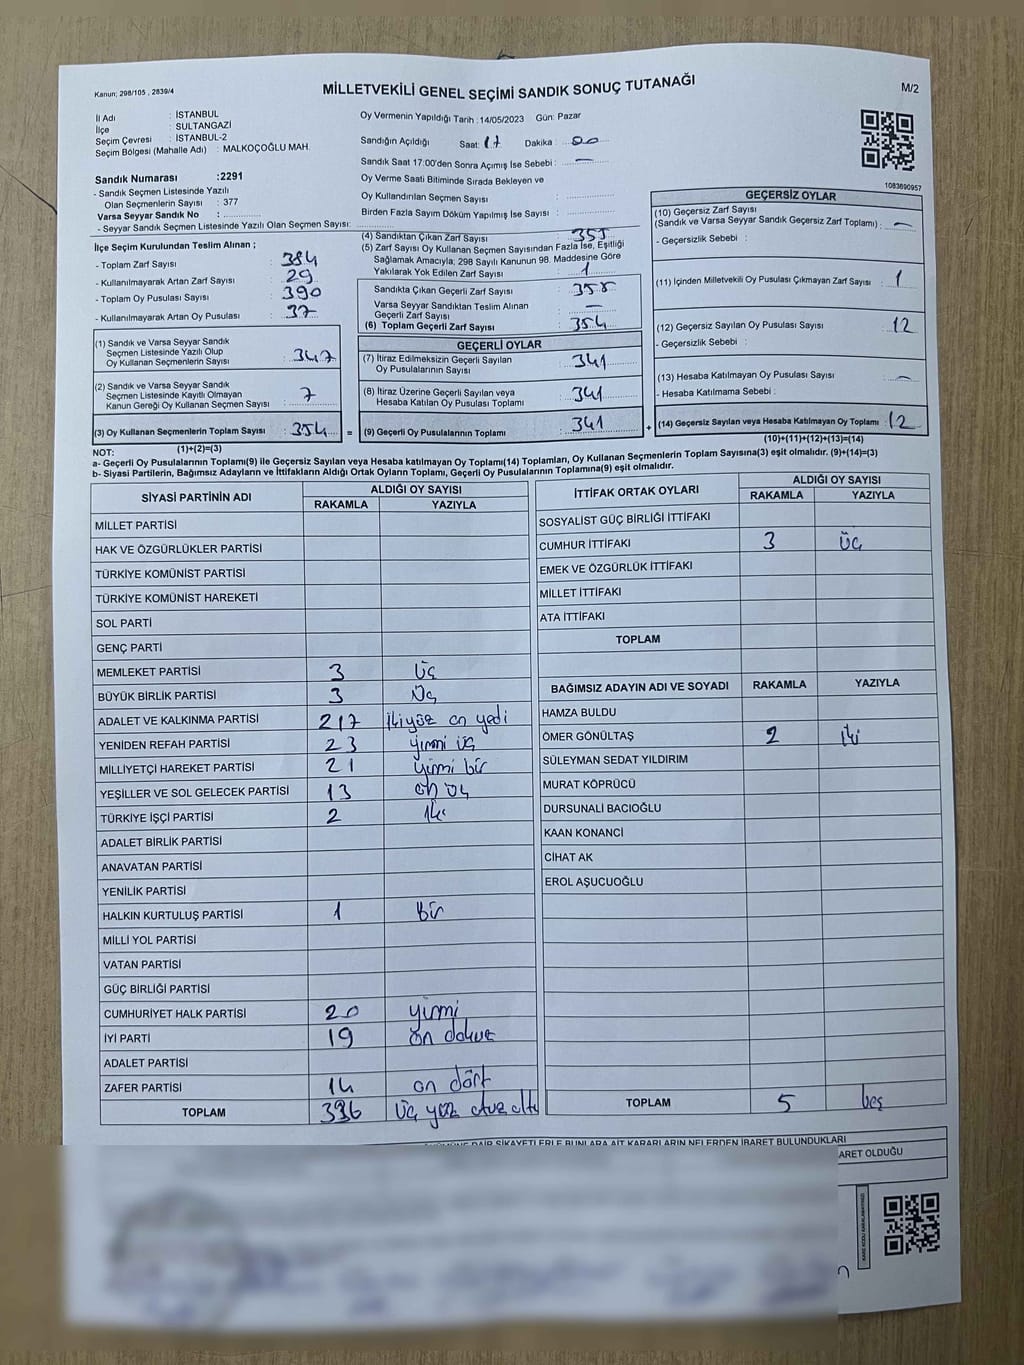 Kanun; 298/105 , 2839/4
MİLLETVEKİLİ GENEL SEÇİMİ SANDIK SONUÇ TUTANAĞI
M/2
İl Adı : İSTANBUL
İlçe : SULTANGAZİ
Seçim Çevresi : İSTANBUL-2
Seçim Bölgesi (Mahalle Adı) : MALKOÇOĞLU MAH.
Sandık Numarası :2291
- Sandık Seçmen Listesinde Yazılı
Olan Seçmenlerin Sayısı : 377
Varsa Seyyar Sandık No :
- Seyyar Sandık Seçmen Listesinde Yazılı Olan Seçmen Sayısı:
Oy Vermenin Yapıldığı Tarih : 14/05/2023 Gün: Pazar
Sandığın Açıldığı Saat: 17 Dakika : 00
Sandık Saat 17:00'den Sonra Açımış İse Sebebi : —
Oy Verme Saati Bitiminde Sırada Bekleyen ve
Oy Kullandırılan Seçmen Sayısı :
Birden Fazla Sayım Döküm Yapılmış İse Sayısı :
1083690957
İlçe Seçim Kurulundan Teslim Alınan ;
- Toplam Zarf Sayısı : 384
- Kullanılmayarak Artan Zarf Sayısı : 29
- Toplam Oy Pusulası Sayısı : 390
- Kullanılmayarak Artan Oy Pusulası : 37
(1) Sandık ve Varsa Seyyar Sandık
Seçmen Listesinde Yazılı Olup
Oy Kullanan Seçmenlerin Sayısı : 347
(2) Sandık ve Varsa Seyyar Sandık
Seçmen Listesinde Kayıtlı Olmayan
Kanun Gereği Oy Kullanan Seçmen Sayısı : 7
(3) Oy Kullanan Seçmenlerin Toplam Sayısı : 354 =
(4) Sandıktan Çıkan Zarf Sayısı : 355
(5) Zarf Sayısı Oy Kullanan Seçmen Sayısından Fazla İse, Eşitliği
Sağlamak Amacıyla; 298 Sayılı Kanunun 98. Maddesine Göre
Yakılarak Yok Edilen Zarf Sayısı : 1
Sandıkta Çıkan Geçerli Zarf Sayısı :
Varsa Seyyar Sandıktan Teslim Alınan
Geçerli Zarf Sayısı : —
(6) Toplam Geçerli Zarf Sayısı : 354
GEÇERLİ OYLAR
(7) İtiraz Edilmeksizin Geçerli Sayılan
Oy Pusulalarının Sayısı : 341
(8) İtiraz Üzerine Geçerli Sayılan veya
Hesaba Katılan Oy Pusulası Toplamı : 341
(9) Geçerli Oy Pusulalarının Toplamı : 341 +
GEÇERSİZ OYLAR
(10) Geçersiz Zarf Sayısı
(Sandık ve Varsa Seyyar Sandık Geçersiz Zarf Toplamı) : —
- Geçersizlik Sebebi :
(11) İçinden Milletvekili Oy Pusulası Çıkmayan Zarf Sayısı : 1
(12) Geçersiz Sayılan Oy Pusulası Sayısı : 12
- Geçersizlik Sebebi :
(13) Hesaba Katılmayan Oy Pusulası Sayısı : —
- Hesaba Katılmama Sebebi :
(14) Geçersiz Sayılan veya Hesaba Katılmayan Oy Toplamı : 12
(10)+(11)+(12)+(13)=(14)
NOT: (1)+(2)=(3)
a- Geçerli Oy Pusulalarının Toplamı(9) ile Geçersiz Sayılan veya Hesaba katılmayan Oy Toplamı(14) Toplamları, Oy Kullanan Seçmenlerin Toplam Sayısına(3) eşit olmalıdır. (9)+(14)=(3)
b- Siyasi Partilerin, Bağımsız Adayların ve İttifakların Aldığı Ortak Oyların Toplamı, Geçerli Oy Pusulalarının Toplamına(9) eşit olmalıdır.
SİYASİ PARTİNİN ADI ALDIĞI OY SAYISI
RAKAMLA YAZIYLA
MİLLET PARTİSİ
HAK VE ÖZGÜRLÜKLER PARTİSİ
TÜRKİYE KOMÜNİST PARTİSİ
TÜRKİYE KOMÜNİST HAREKETİ
SOL PARTİ
GENÇ PARTİ
MEMLEKET PARTİSİ 3 Üç
BÜYÜK BİRLİK PARTİSİ 3 Üç
ADALET VE KALKINMA PARTİSİ 217 İkiyüz on yedi
YENİDEN REFAH PARTİSİ 23 yirmi üç
MİLLİYETÇİ HAREKET PARTİSİ 21 yirmi bir
YEŞİLLER VE SOL GELECEK PARTİSİ 13 on üç
TÜRKİYE İŞÇİ PARTİSİ 2 İki
ADALET BİRLİK PARTİSİ
ANAVATAN PARTİSİ
YENİLİK PARTİSİ
HALKIN KURTULUŞ PARTİSİ 1 Bir
MİLLİ YOL PARTİSİ
VATAN PARTİSİ
GÜÇ BİRLİĞİ PARTİSİ
CUMHURİYET HALK PARTİSİ 20 yirmi
İYİ PARTİ 19 on dokuz
ADALET PARTİSİ
ZAFER PARTİSİ 14 on dört
TOPLAM 336 Üç yüz otuz altı
İTTİFAK ORTAK OYLARI ALDIĞI OY SAYISI
RAKAMLA YAZIYLA
SOSYALİST GÜÇ BİRLİĞİ İTTİFAKI
CUMHUR İTTİFAKI 3 Üç
EMEK VE ÖZGÜRLÜK İTTİFAKI
MİLLET İTTİFAKI
ATA İTTİFAKI
TOPLAM
BAĞIMSIZ ADAYIN ADI VE SOYADI RAKAMLA YAZIYLA
HAMZA BULDU
ÖMER GÖNÜLTAŞ 2 İki
SÜLEYMAN SEDAT YILDIRIM
MURAT KÖPRÜCÜ
DURSUNALİ BACIOĞLU
KAAN KONANCİ
CİHAT AK
EROL AŞUCUOĞLU
TOPLAM 5 beş
DAİR ŞİKAYETLERLE BUNLARA AİT KARARLARIN NELERDEN İBARET BULUNDUKLARI
ARET OLDUĞU